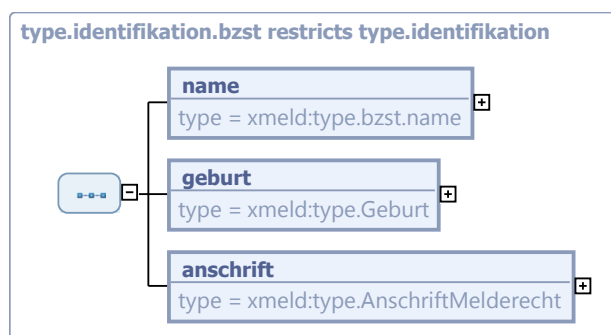 type.identifikation.bzst restricts type.identifikation
name
type = xmeld:type.bzst.name
geburt
type = xmeld:type.Geburt
anschrift
type = xmeld:type.AnschriftMelderecht